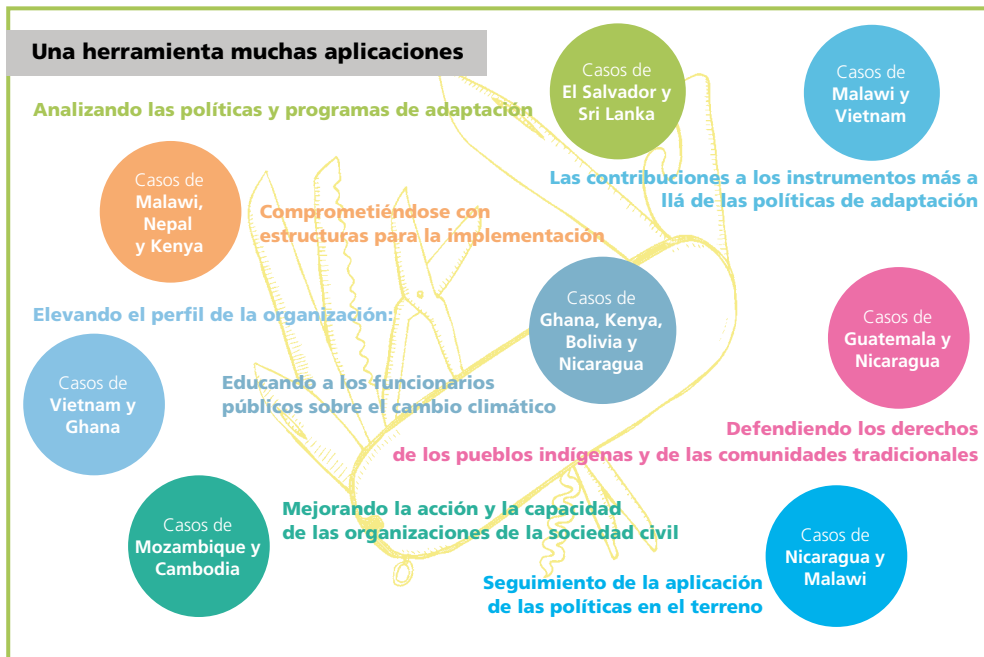 Una herramienta muchas aplicaciones
Analizando las políticas y programas de adaptación
Casos de
El Salvador y
Sri Lanka
Casos de
Malawi y
Vietnam
Las contribuciones a los instrumentos más a
llá de las políticas de adaptación
Casos de
Malawi,
Nepal
y Kenya
Comprometiéndose con
estructuras para la implementación
Elevando el perfil de la organización:
Casos de
Vietnam y
Ghana
Educando a los funcionarios
públicos sobre el cambio climático
Casos de
Ghana, Kenya,
Bolivia y
Nicaragua
Casos de
Guatemala y
Nicaragua
Defendiendo los derechos
de los pueblos indígenas y de las comunidades tradicionales
Casos de
Mozambique y
Cambodia
Mejorando la acción y la capacidad
de las organizaciones de la sociedad civil
Seguimiento de la aplicación
de las políticas en el terreno
Casos de
Nicaragua y
Malawi